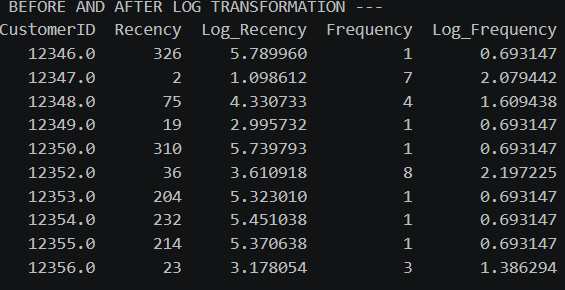 BEFORE AND AFTER LOG TRANSFORMATION ---
CustomerID Recency Log_Recency Frequency Log_Frequency
12346.0 326 5.789960 1 0.693147
12347.0 2 1.098612 7 2.079442
12348.0 75 4.330733 4 1.609438
12349.0 19 2.995732 1 0.693147
12350.0 310 5.739793 1 0.693147
12352.0 36 3.610918 8 2.197225
12353.0 204 5.323010 1 0.693147
12354.0 232 5.451038 1 0.693147
12355.0 214 5.370638 1 0.693147
12356.0 23 3.178054 3 1.386294